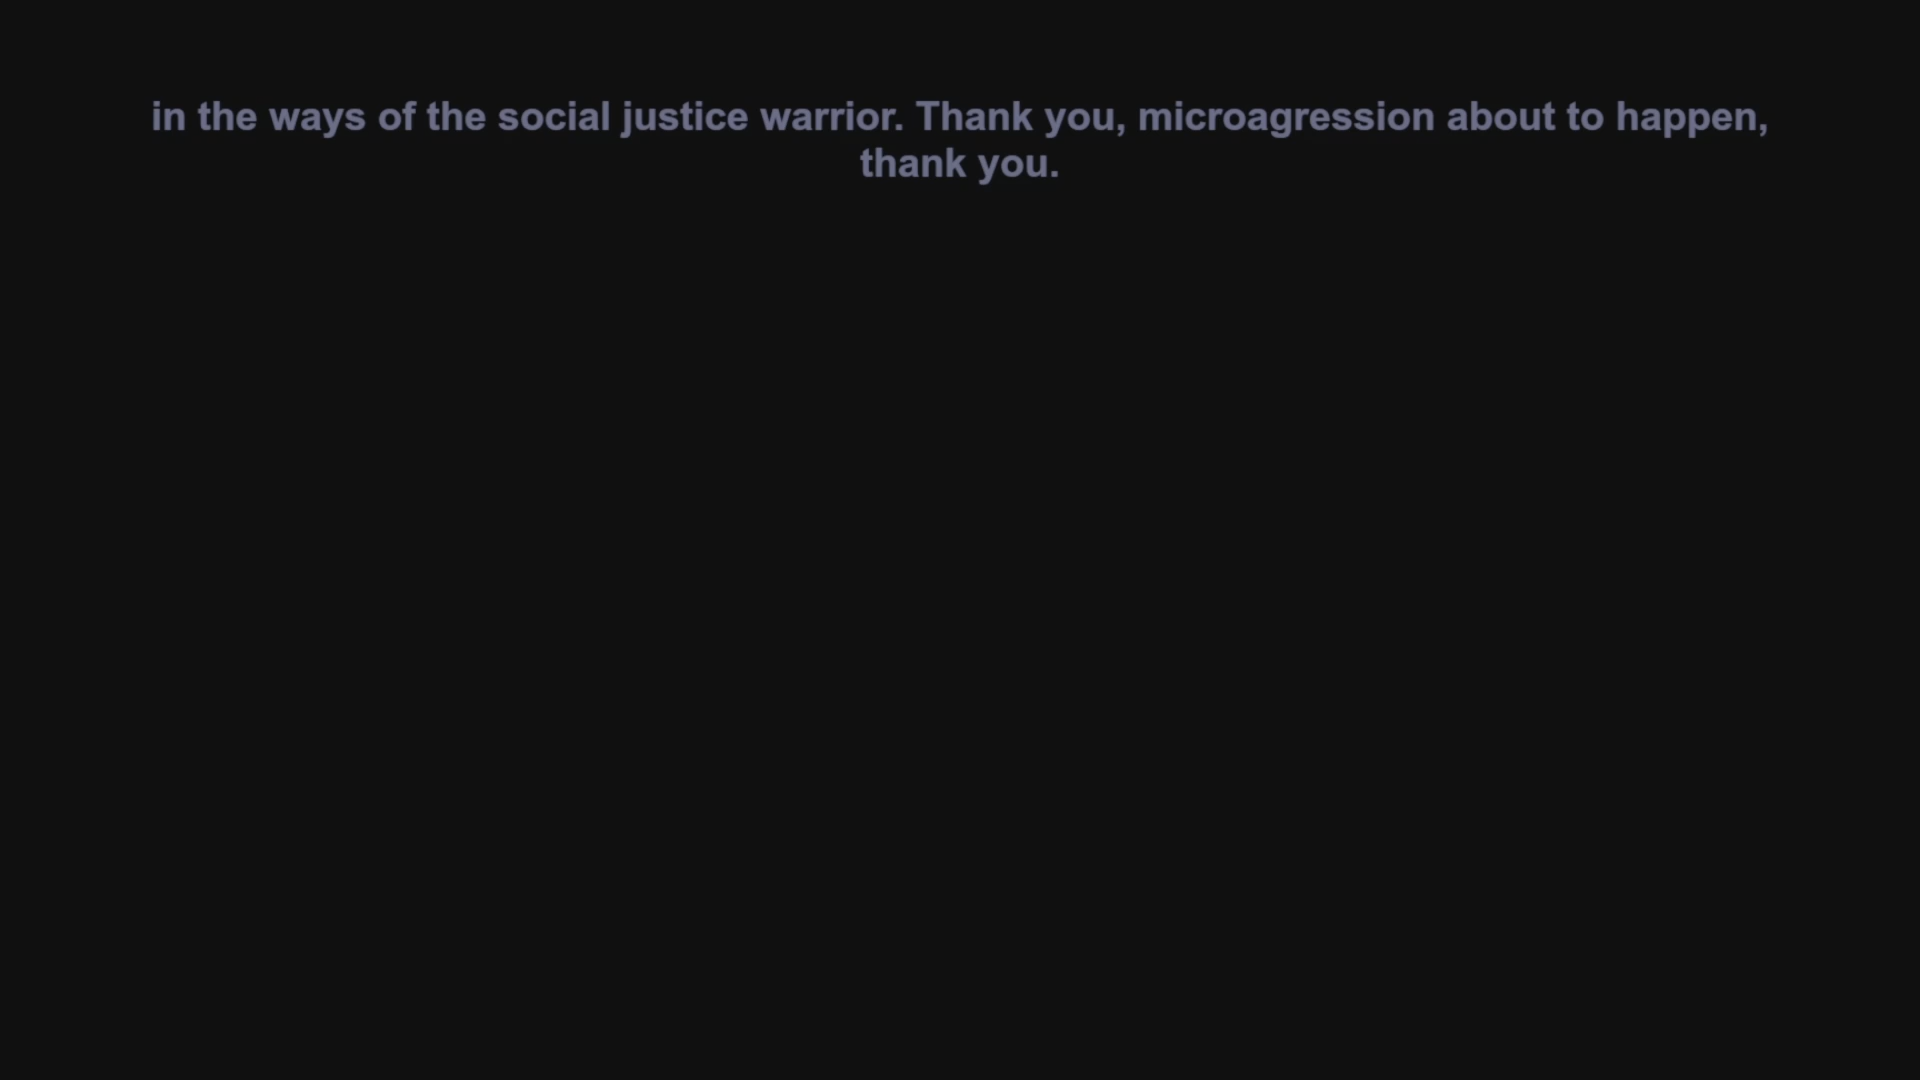 in the ways of the social justice warrior. Thank you, microagression about to happen,
thank you.